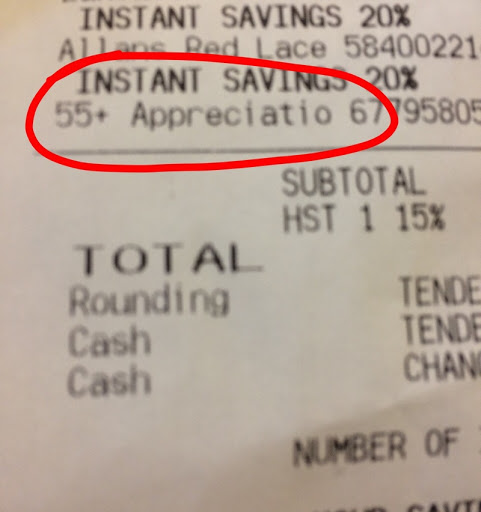 INSTANT SAVINGS 20%
Allans Red Lace 58400221
INSTANT SAVINGS 20%
55+ Appreciatio 67795805
SUBTOTAL
HST 1 15%
TOTAL
Rounding TENDE
Cash TENDE
Cash CHANG
NUMBER OF